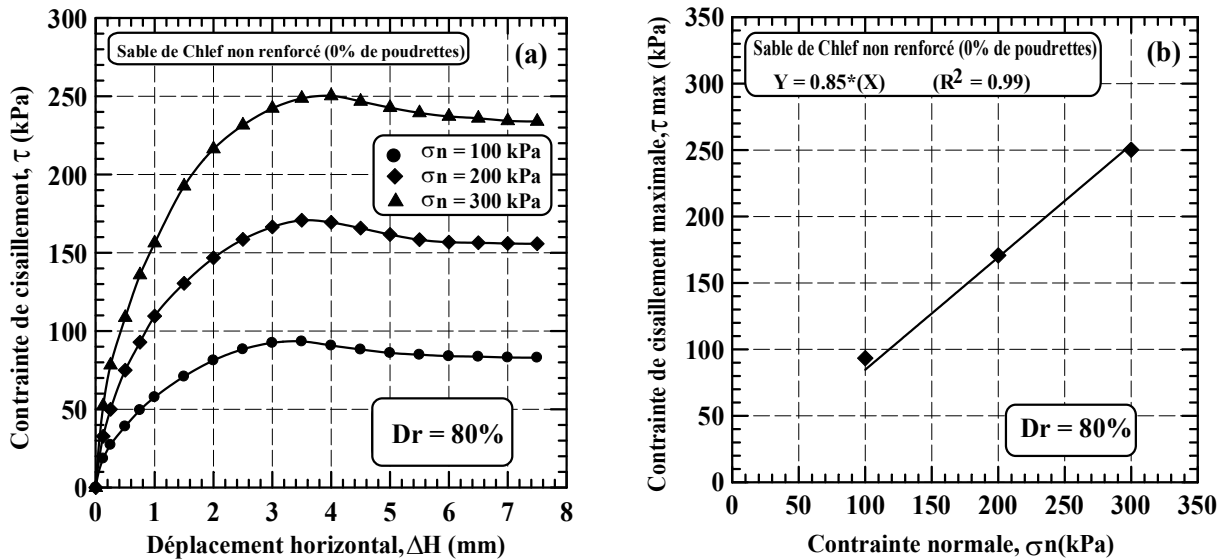 Contrainte de cisaillement, τ (kPa)
300
250
200
150
100
50
0
Sable de Chlef non renforcé (0% de poudrettes)
(a)
σn = 100 kPa
σn = 200 kPa
σn = 300 kPa
Dr = 80%
0 1 2 3 4 5 6 7 8
Déplacement horizontal, ΔH (mm)
Contrainte de cisaillement maximale, τ max (kPa)
350
300
250
200
150
100
50
0
Sable de Chlef non renforcé (0% de poudrettes)
Y = 0.85*(X) (R² = 0.99)
(b)
Dr = 80%
0 50 100 150 200 250 300 350
Contrainte normale, σn(kPa)